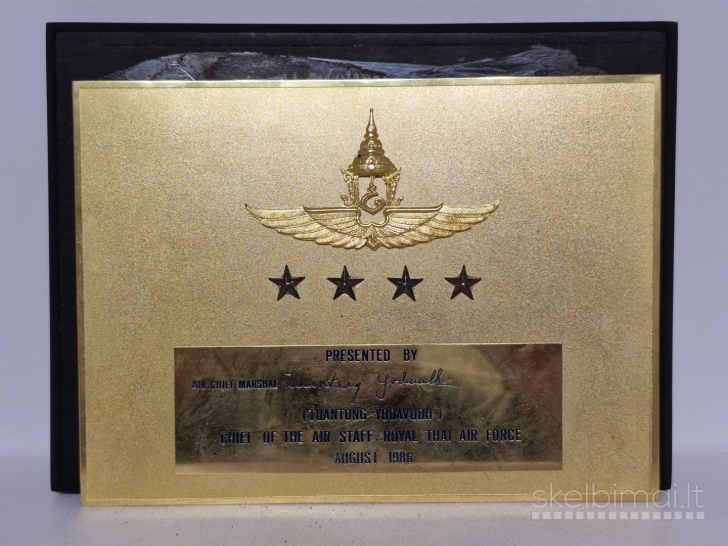 PRESENTED BY
AIR CHIEF MARSHAL
(TUANTONG YODAVUDH)
CHIEF OF THE AIR STAFF, ROYAL THAI AIR FORCE
AUGUST 1986
skelbimai.lt